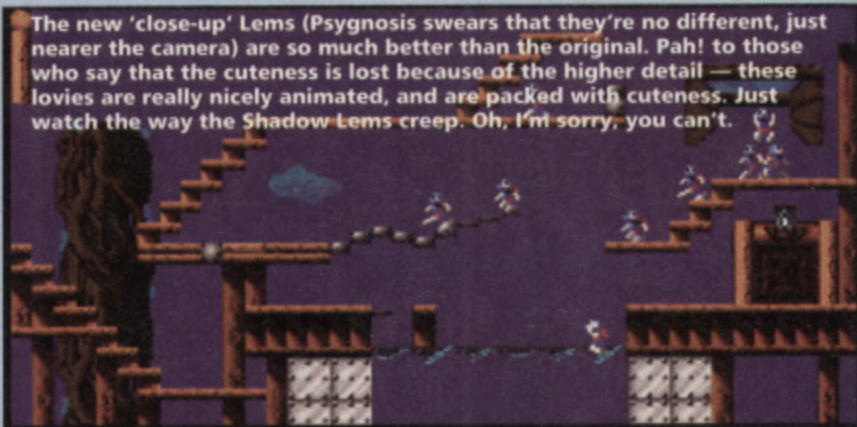 The new ‘close-up’ Lems (Psygnosis swears that they’re no different, just
nearer the camera) are so much better than the original. Pah! to those
who say that the cuteness is lost because of the higher detail — these
lovies are really nicely animated, and are packed with cuteness. Just
watch the way the Shadow Lems creep. Oh, I’m sorry, you can’t.